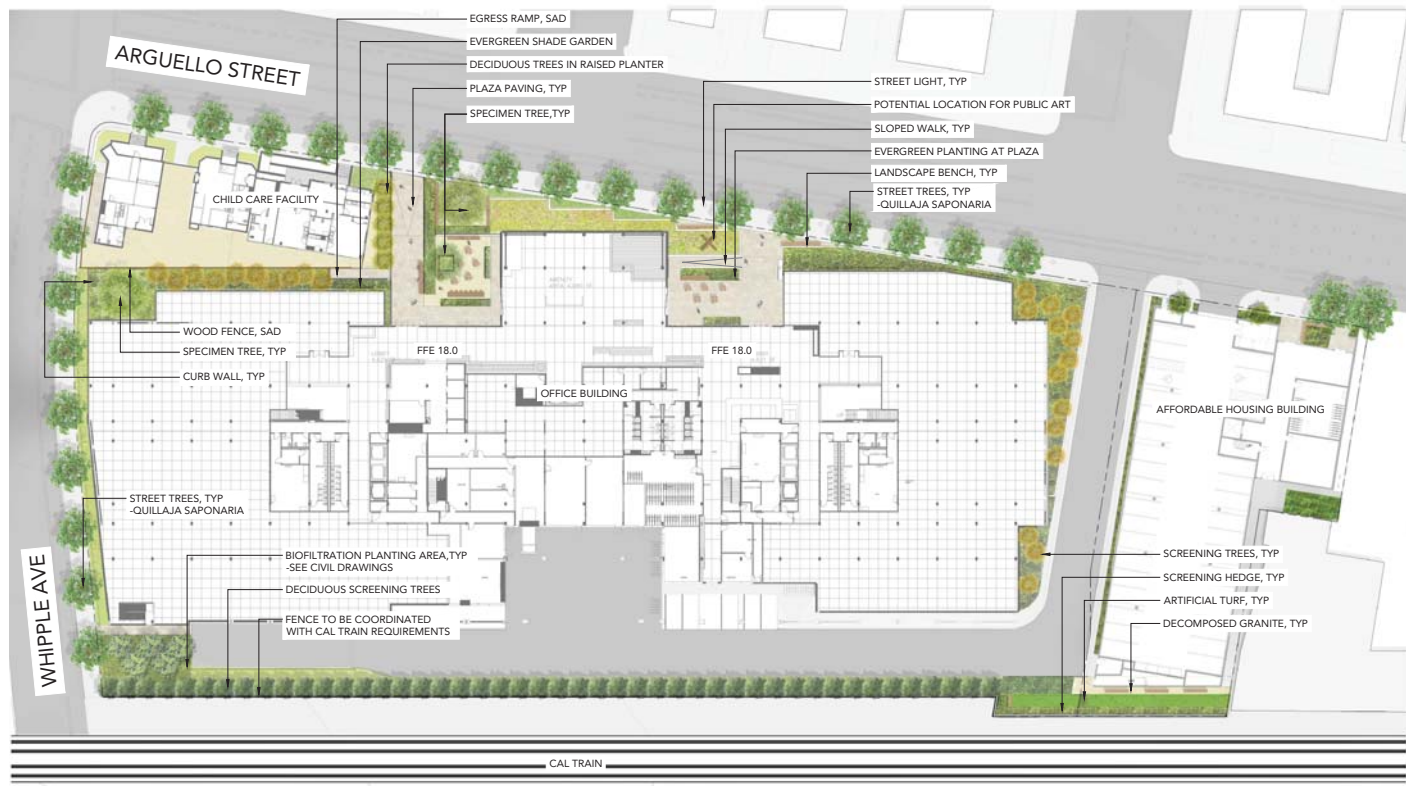 EGRESS RAMP, SAD
EVERGREEN SHADE GARDEN
DECIDUOUS TREES IN RAISED PLANTER
PLAZA PAVING, TYP
SPECIMEN TREE,TYP
ARGUELLO STREET
STREET LIGHT, TYP
POTENTIAL LOCATION FOR PUBLIC ART
SLOPED WALK, TYP
EVERGREEN PLANTING AT PLAZA
LANDSCAPE BENCH, TYP
STREET TREES, TYP
-QUILLAJA SAPONARIA
CHILD CARE FACILITY
WOOD FENCE, SAD
SPECIMEN TREE, TYP
CURB WALL, TYP
FFE 18.0
FFE 18.0
OFFICE BUILDING
AFFORDABLE HOUSING BUILDING
STREET TREES, TYP
-QUILLAJA SAPONARIA
WHIPPLE AVE
BIOFILTRATION PLANTING AREA,TYP
-SEE CIVIL DRAWINGS
DECIDUOUS SCREENING TREES
FENCE TO BE COORDINATED
WITH CAL TRAIN REQUIREMENTS
SCREENING TREES, TYP
SCREENING HEDGE, TYP
ARTIFICIAL TURF, TYP
DECOMPOSED GRANITE, TYP
CAL TRAIN